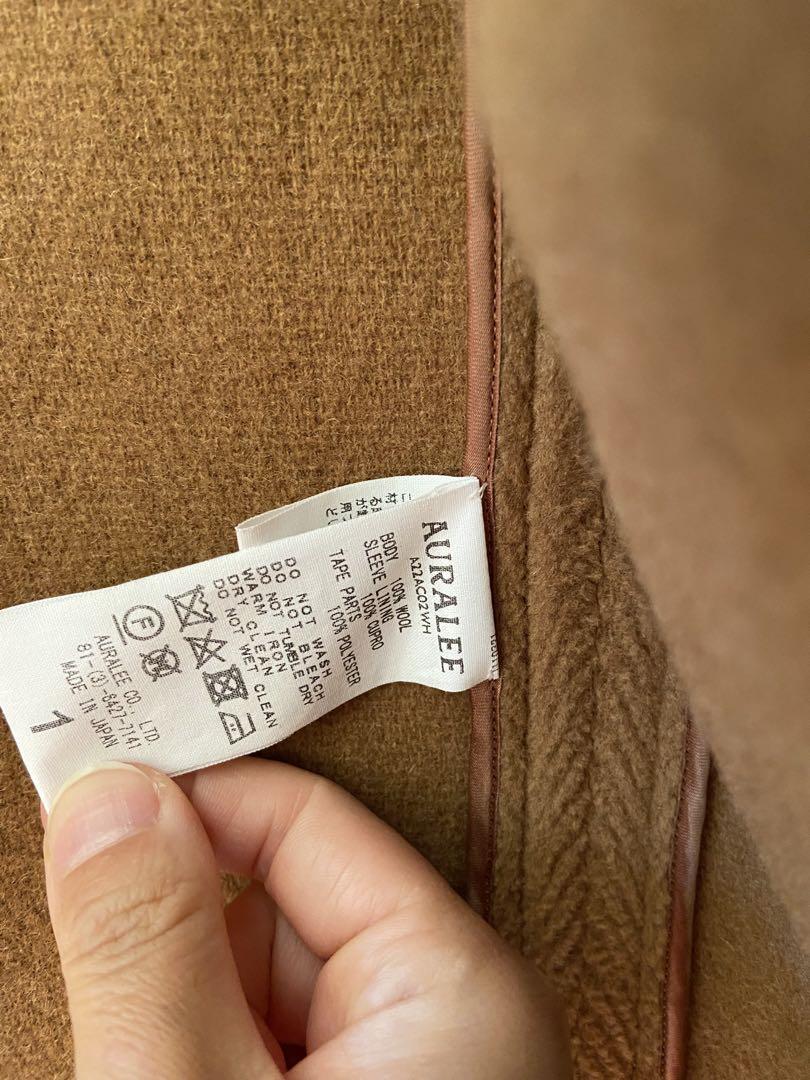 AURALEE
A22AC02WH
BODY 100% WOOL
SLEEVE LINING
100% CUPRO
TAPE PARTS
100% POLYESTER
DO NOT WASH
DO NOT BLEACH
DO NOT TUMBLE DRY
WARM IRON
DRY CLEAN
DO NOT WET CLEAN
F
W
AURALEE CO., LTD.
81-(3)-6427-7141
MADE IN JAPAN
1